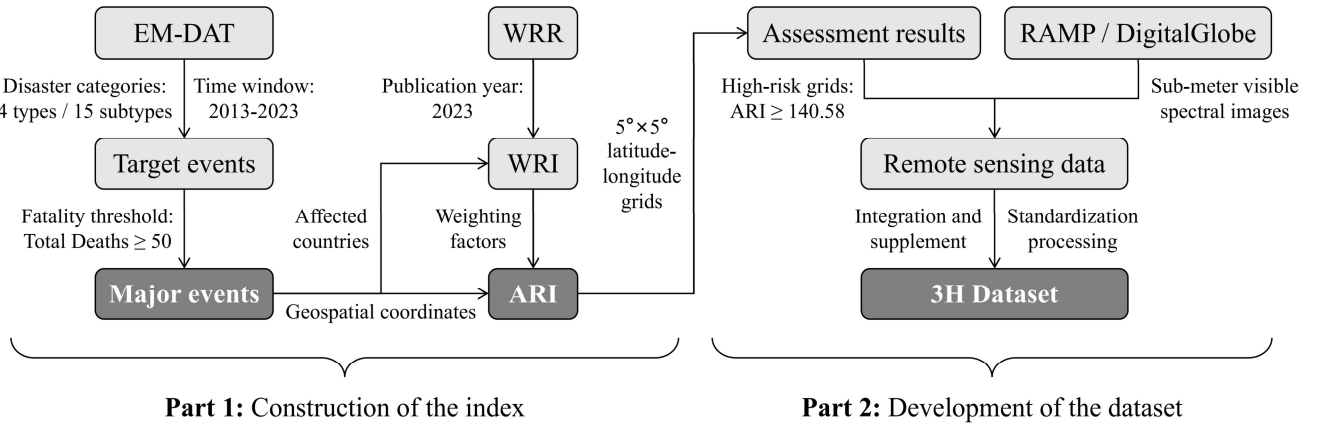 EM-DAT
Disaster categories:
4 types / 15 subtypes
Time window:
2013-2023
Target events
Fatality threshold:
Total Deaths ≥ 50
Major events
Affected
countries
Geospatial coordinates
WRR
Publication year:
2023
WRI
Weighting
factors
ARI
5°×5°
latitude-
longitude
grids
Assessment results
RAMP / DigitalGlobe
High-risk grids:
ARI ≥ 140.58
Sub-meter visible
spectral images
Remote sensing data
Integration and
supplement
Standardization
processing
3H Dataset
Part 1: Construction of the index
Part 2: Development of the dataset